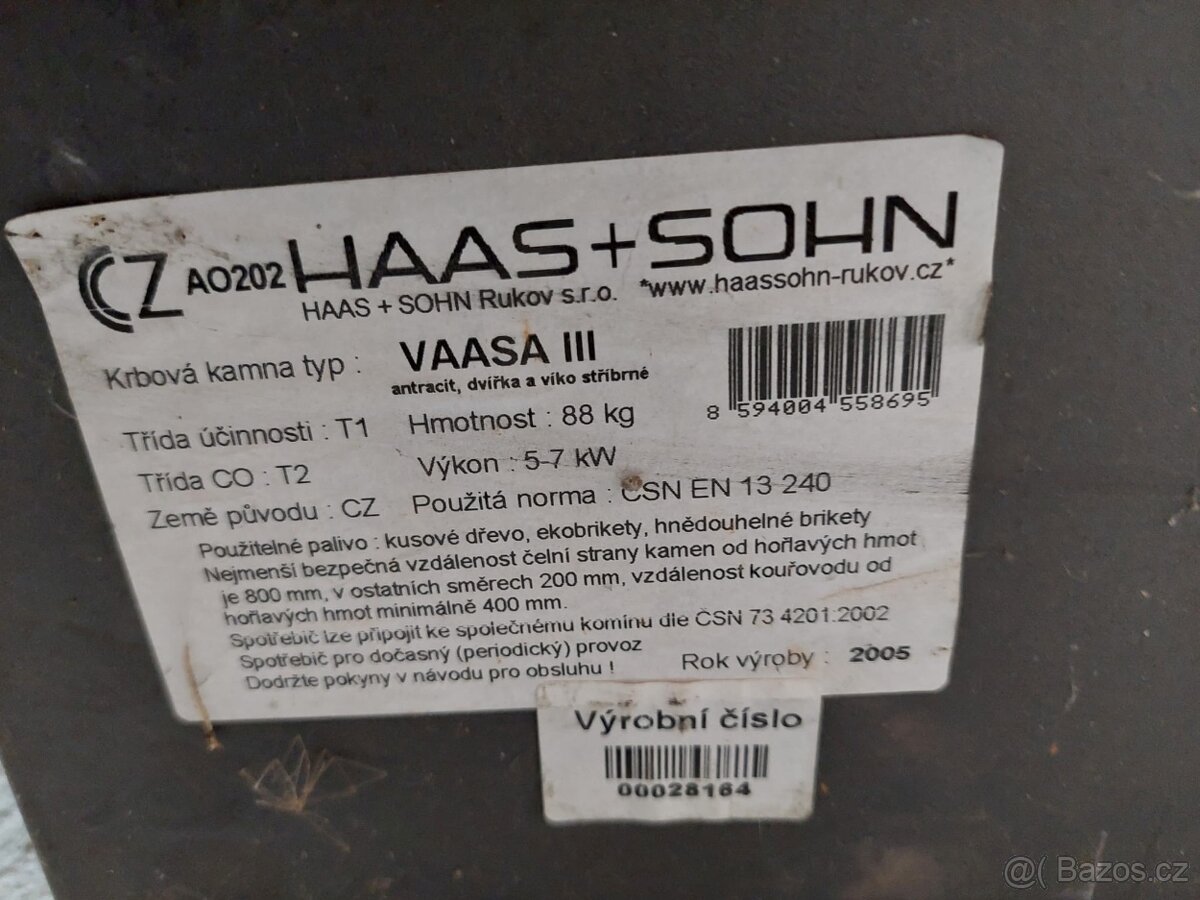 CZ AO202 HAAS+SOHN
HAAS + SOHN Rukov s.r.o. *www.haassohn-rukov.cz*
Krbová kamna typ : VAASA III
antracit, dvířka a víko stříbrné
8 594004 558695
Třída účinnosti : T1 Hmotnost : 88 kg
Třída CO : T2 Výkon : 5-7 kW
Země původu : CZ Použitá norma : ČSN EN 13 240
Použitelné palivo : kusové dřevo, ekobrikety, hnědouhelné brikety
Nejmenší bezpečná vzdálenost čelní strany kamen od hořlavých hmot
je 800 mm, v ostatních směrech 200 mm, vzdálenost kouřovodu od
hořlavých hmot minimálně 400 mm.
Spotřebič lze připojit ke společnému komínu dle ČSN 73 4201:2002
Spotřebič pro dočasný (periodický) provoz
Dodržte pokyny v návodu pro obsluhu ! Rok výroby : 2005
Výrobní číslo
00028164
@( Bazos.cz